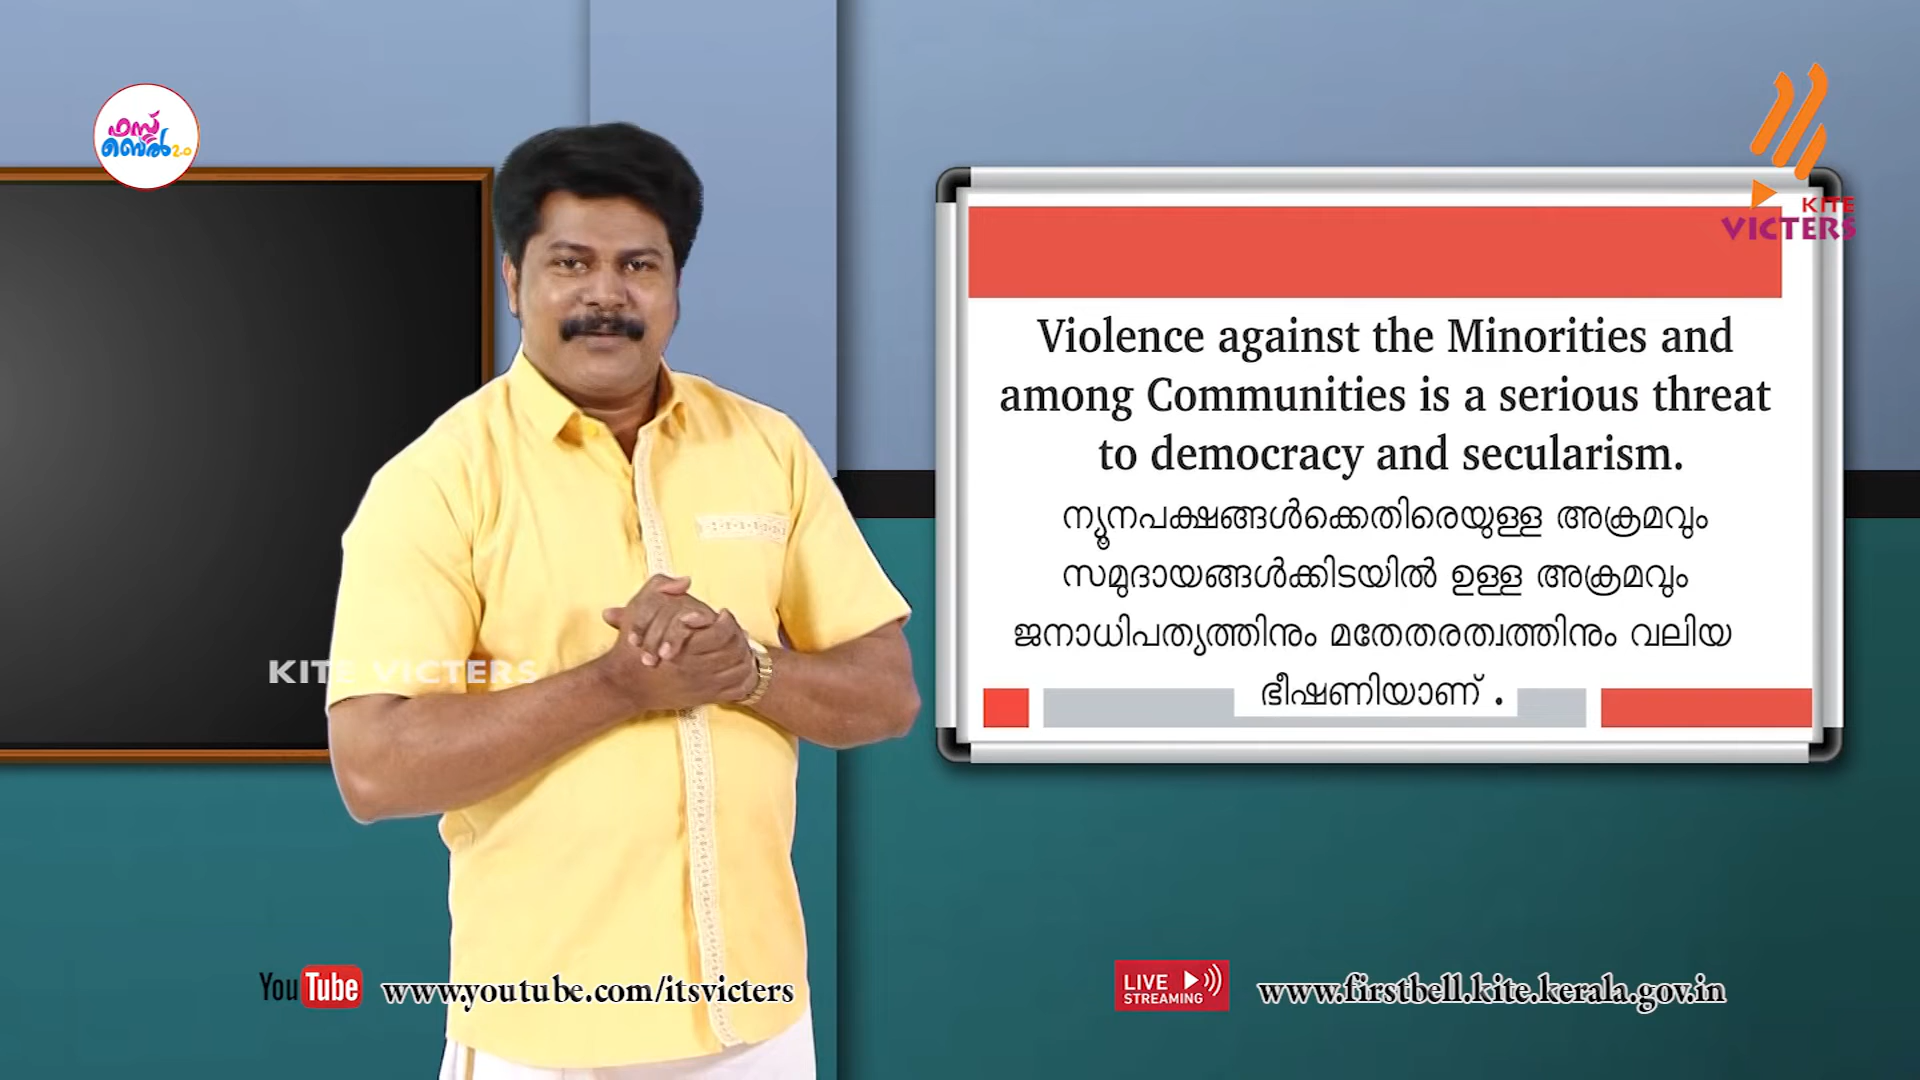 ഫസ്റ്റ്
ബെൽ 2.0
KITE
VICTERS
Violence against the Minorities and
among Communities is a serious threat
to democracy and secularism.
ന്യൂനപക്ഷങ്ങൾക്കെതിരെയുള്ള അക്രമവും
സമുദായങ്ങൾക്കിടയിൽ ഉള്ള അക്രമവും
ജനാധിപത്യത്തിനും മതേതരത്വത്തിനും വലിയ
ഭീഷണിയാണ് .
KITE VICTERS
YouTube www.youtube.com/itsvicters
LIVE
STREAMING
www.firstbell.kite.kerala.gov.in